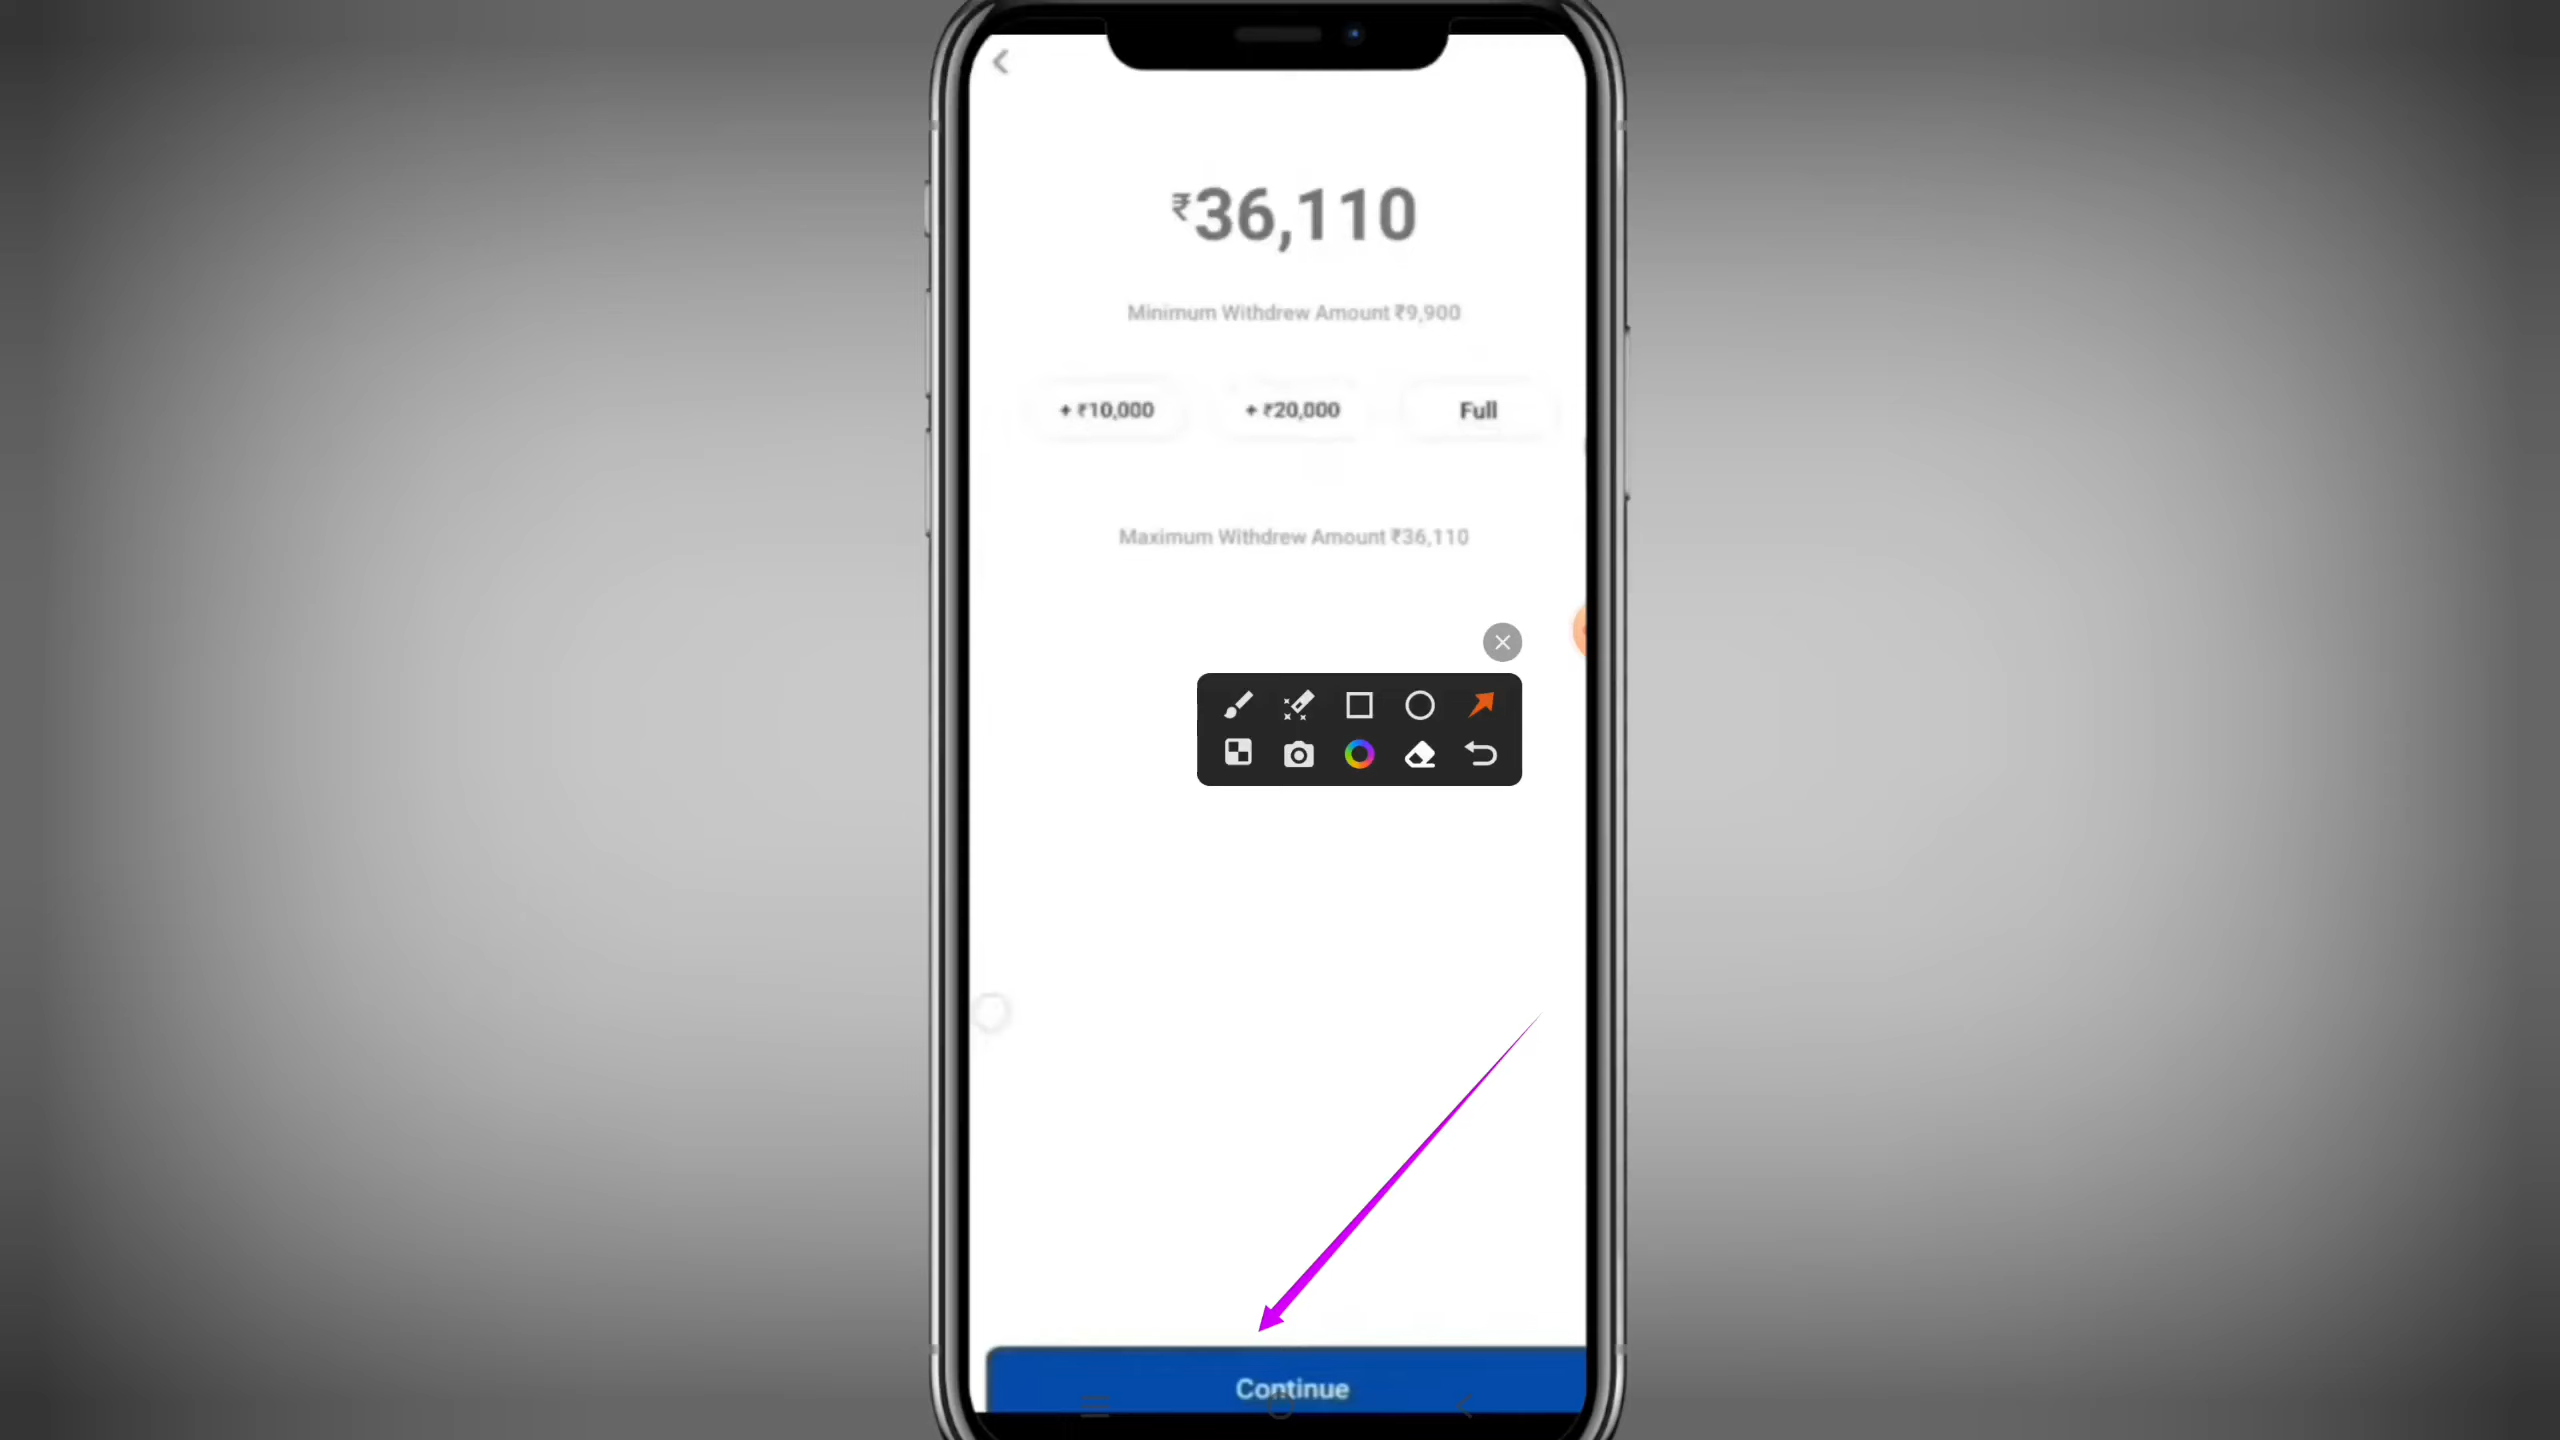 ₹36,110
Minimum Withdrew Amount ₹9,900
+ ₹10,000 + ₹20,000 Full
Maximum Withdrew Amount ₹36,110
Continue